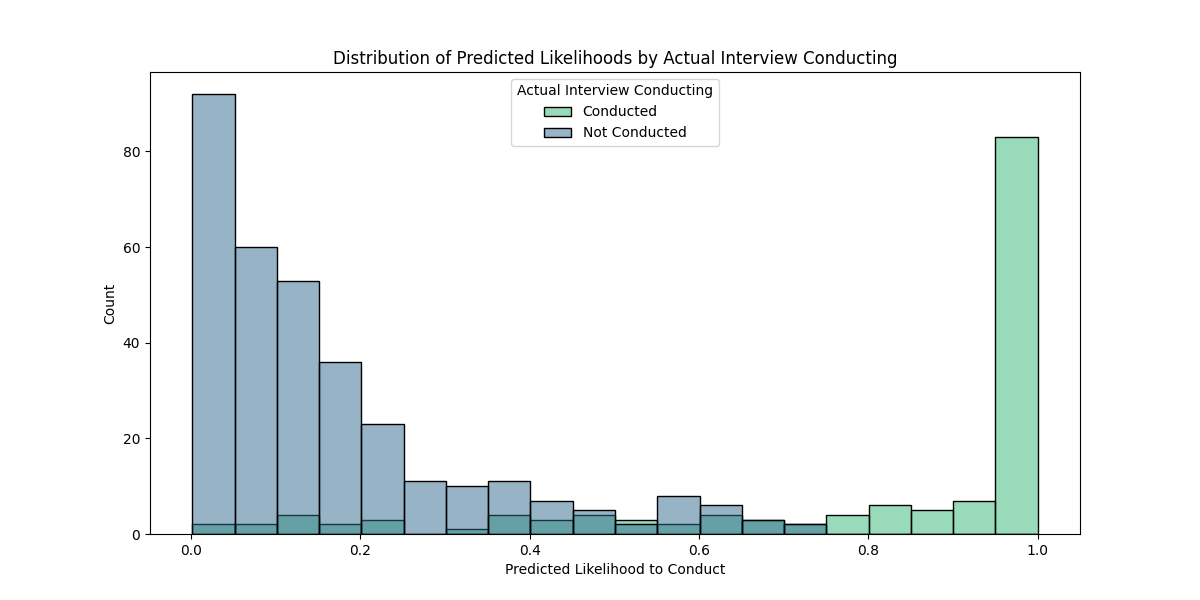 Distribution of Predicted Likelihoods by Actual Interview Conducting
Actual Interview Conducting
Conducted
Not Conducted
Count
80
60
40
20
0
0.0 0.2 0.4 0.6 0.8 1.0
Predicted Likelihood to Conduct